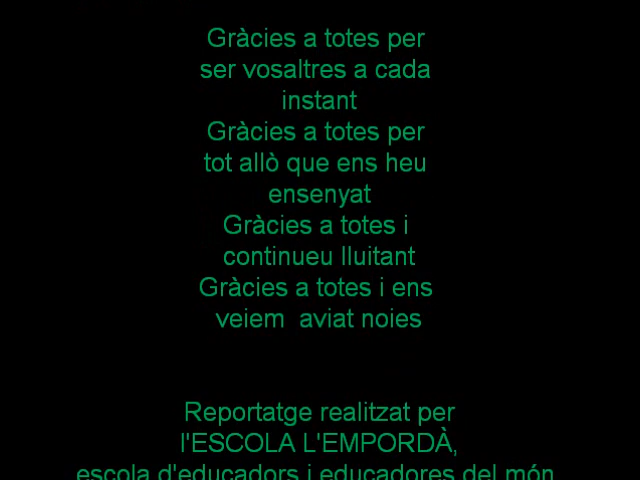 Gràcies a totes per
ser vosaltres a cada
instant
Gràcies a totes per
tot allò que ens heu
ensenyat
Gràcies a totes i
continueu lluitant
Gràcies a totes i ens
veiem aviat noies
Reportatge realitzat per
l'ESCOLA L'EMPORDÀ,
escola d'educadors i educadores del món